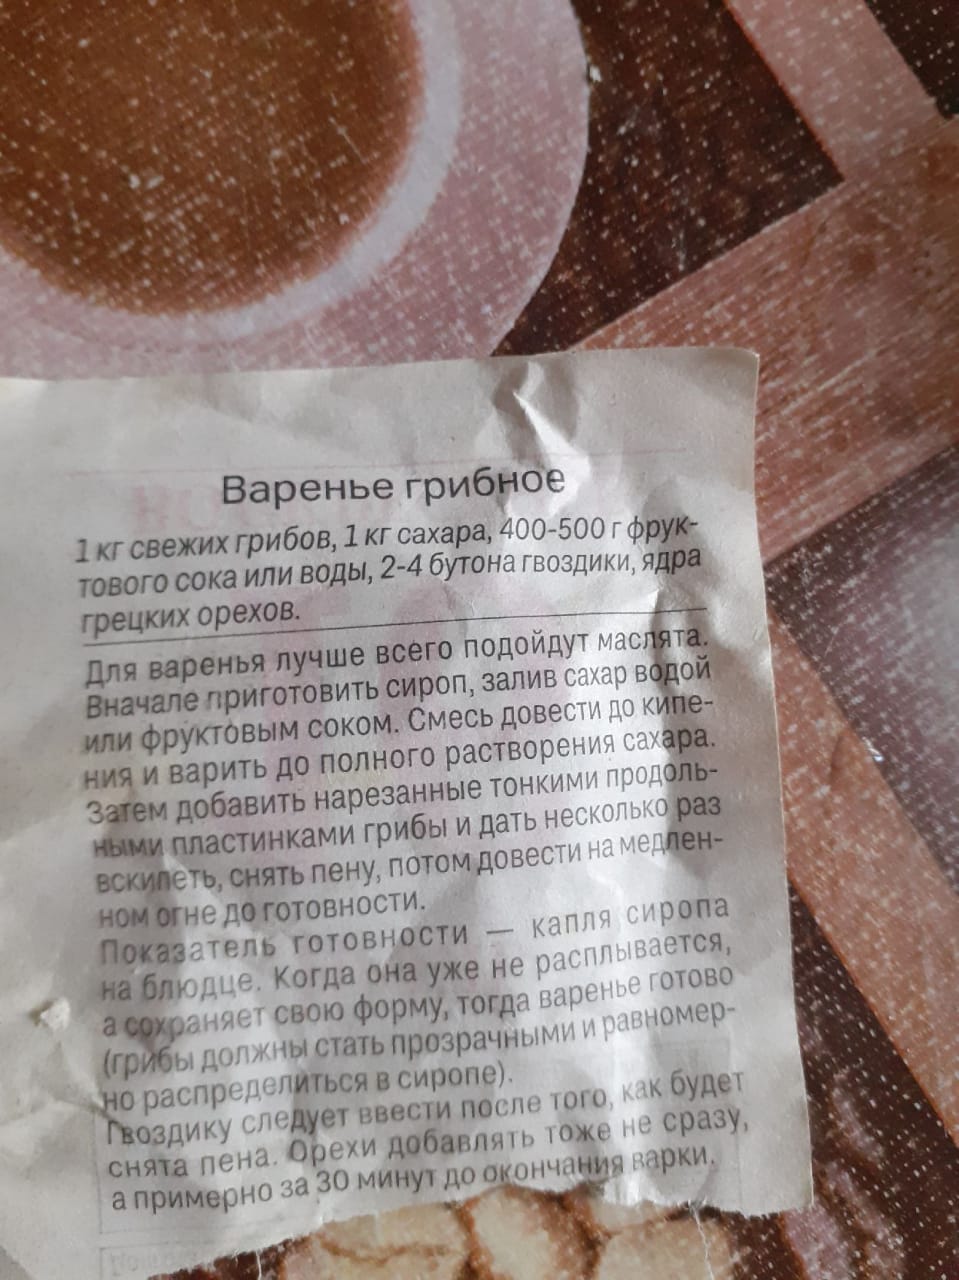 Варенье грибное
1 кг свежих грибов, 1 кг сахара, 400-500 г фрук-
тового сока или воды, 2-4 бутона гвоздики, ядра
грецких орехов.
Для варенья лучше всего подойдут маслята.
Вначале приготовить сироп, залив сахар водой
или фруктовым соком. Смесь довести до кипе-
ния и варить до полного растворения сахара.
Затем добавить нарезанные тонкими продоль-
ными пластинками грибы и дать несколько раз
вскипеть, снять пену, потом довести на медлен-
ном огне до готовности.
Показатель готовности — капля сиропа
на блюдце. Когда она уже не расплывается,
а сохраняет свою форму, тогда варенье готово
(грибы должны стать прозрачными и равномер-
но распределиться в сиропе).
Гвоздику следует ввести после того, как будет
снята пена. Орехи добавлять тоже не сразу,
а примерно за 30 минут до окончания варки.